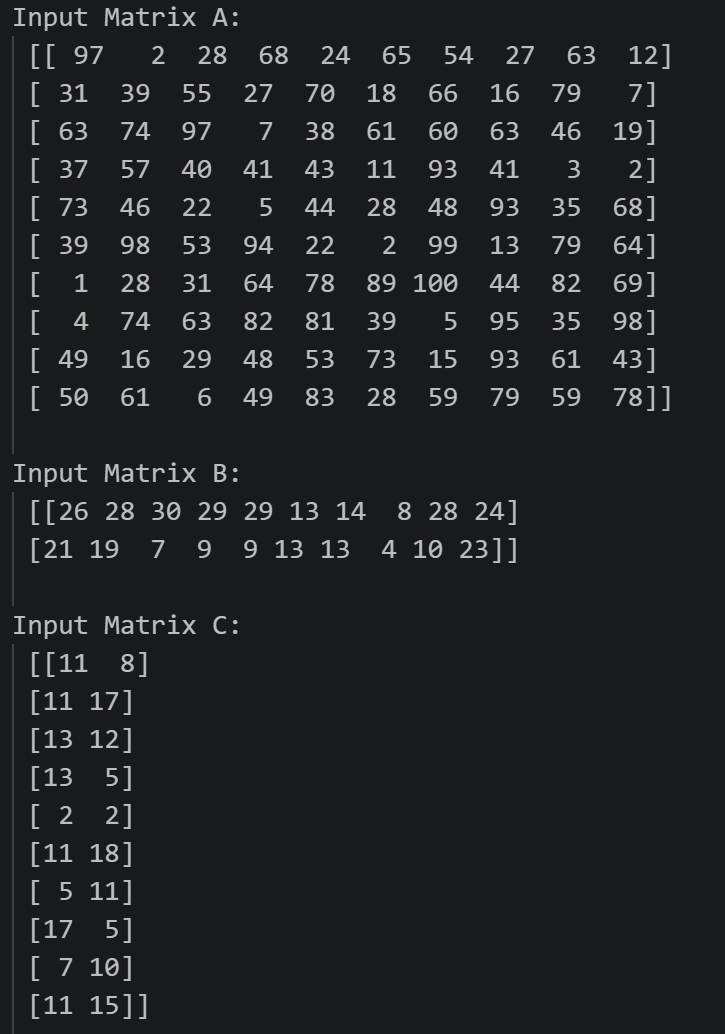 Input Matrix A:
[[ 97   2  28  68  24  65  54  27  63  12]
[ 31  39  55  27  70  18  66  16  79   7]
[ 63  74  97   7  38  61  60  63  46  19]
[ 37  57  40  41  43  11  93  41   3   2]
[ 73  46  22   5  44  28  48  93  35  68]
[ 39  98  53  94  22   2  99  13  79  64]
[  1  28  31  64  78  89 100  44  82  69]
[  4  74  63  82  81  39   5  95  35  98]
[ 49  16  29  48  53  73  15  93  61  43]
[ 50  61   6  49  83  28  59  79  59  78]]
Input Matrix B:
[[26 28 30 29 29 13 14  8 28 24]
[21 19  7  9  9 13 13  4 10 23]]
Input Matrix C:
[[11  8]
[11 17]
[13 12]
[13  5]
[ 2  2]
[11 18]
[ 5 11]
[17  5]
[ 7 10]
[11 15]]